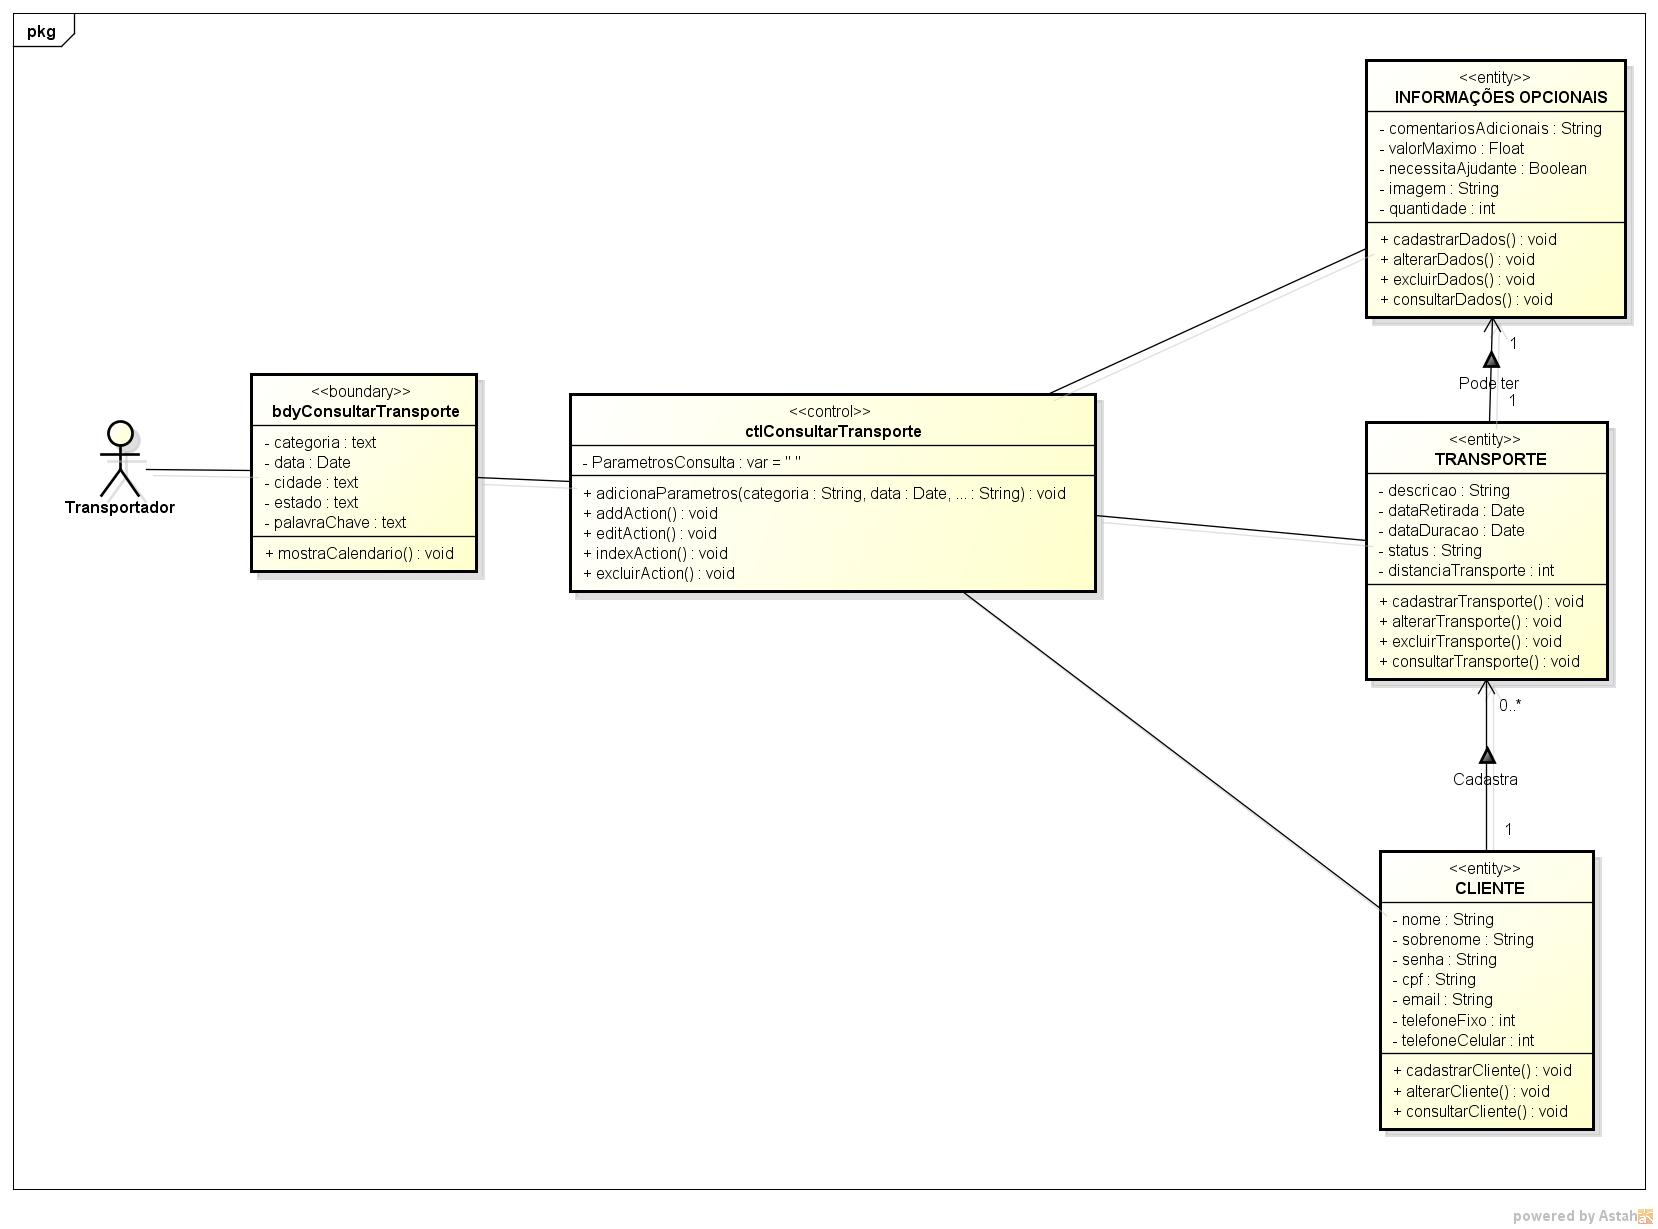 pkg
Transportador
<<boundary>>
bdyConsultarTransporte
- categoria : text
- data : Date
- cidade : text
- estado : text
- palavraChave : text
+ mostraCalendario() : void
<<control>>
ctlConsultarTransporte
- ParametrosConsulta : var = " "
+ adicionaParametros(categoria : String, data : Date, ... : String) : void
+ addAction() : void
+ editAction() : void
+ indexAction() : void
+ excluirAction() : void
<<entity>>
INFORMAÇÕES OPCIONAIS
- comentariosAdicionais : String
- valorMaximo : Float
- necessitaAjudante : Boolean
- imagem : String
- quantidade : int
+ cadastrarDados() : void
+ alterarDados() : void
+ excluirDados() : void
+ consultarDados() : void
1
Pode ter
1
<<entity>>
TRANSPORTE
- descricao : String
- dataRetirada : Date
- dataDuracao : Date
- status : String
- distanciaTransporte : int
+ cadastrarTransporte() : void
+ alterarTransporte() : void
+ excluirTransporte() : void
+ consultarTransporte() : void
0..*
Cadastra
1
<<entity>>
CLIENTE
- nome : String
- sobrenome : String
- senha : String
- cpf : String
- email : String
- telefoneFixo : int
- telefoneCelular : int
+ cadastrarCliente() : void
+ alterarCliente() : void
+ consultarCliente() : void
powered by Astah